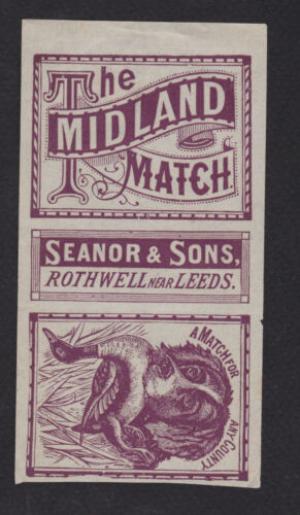 The
MIDLAND
MATCH.
SEANOR & SONS,
ROTHWELL NEAR LEEDS.
A MATCH FOR
ANY COUNTY